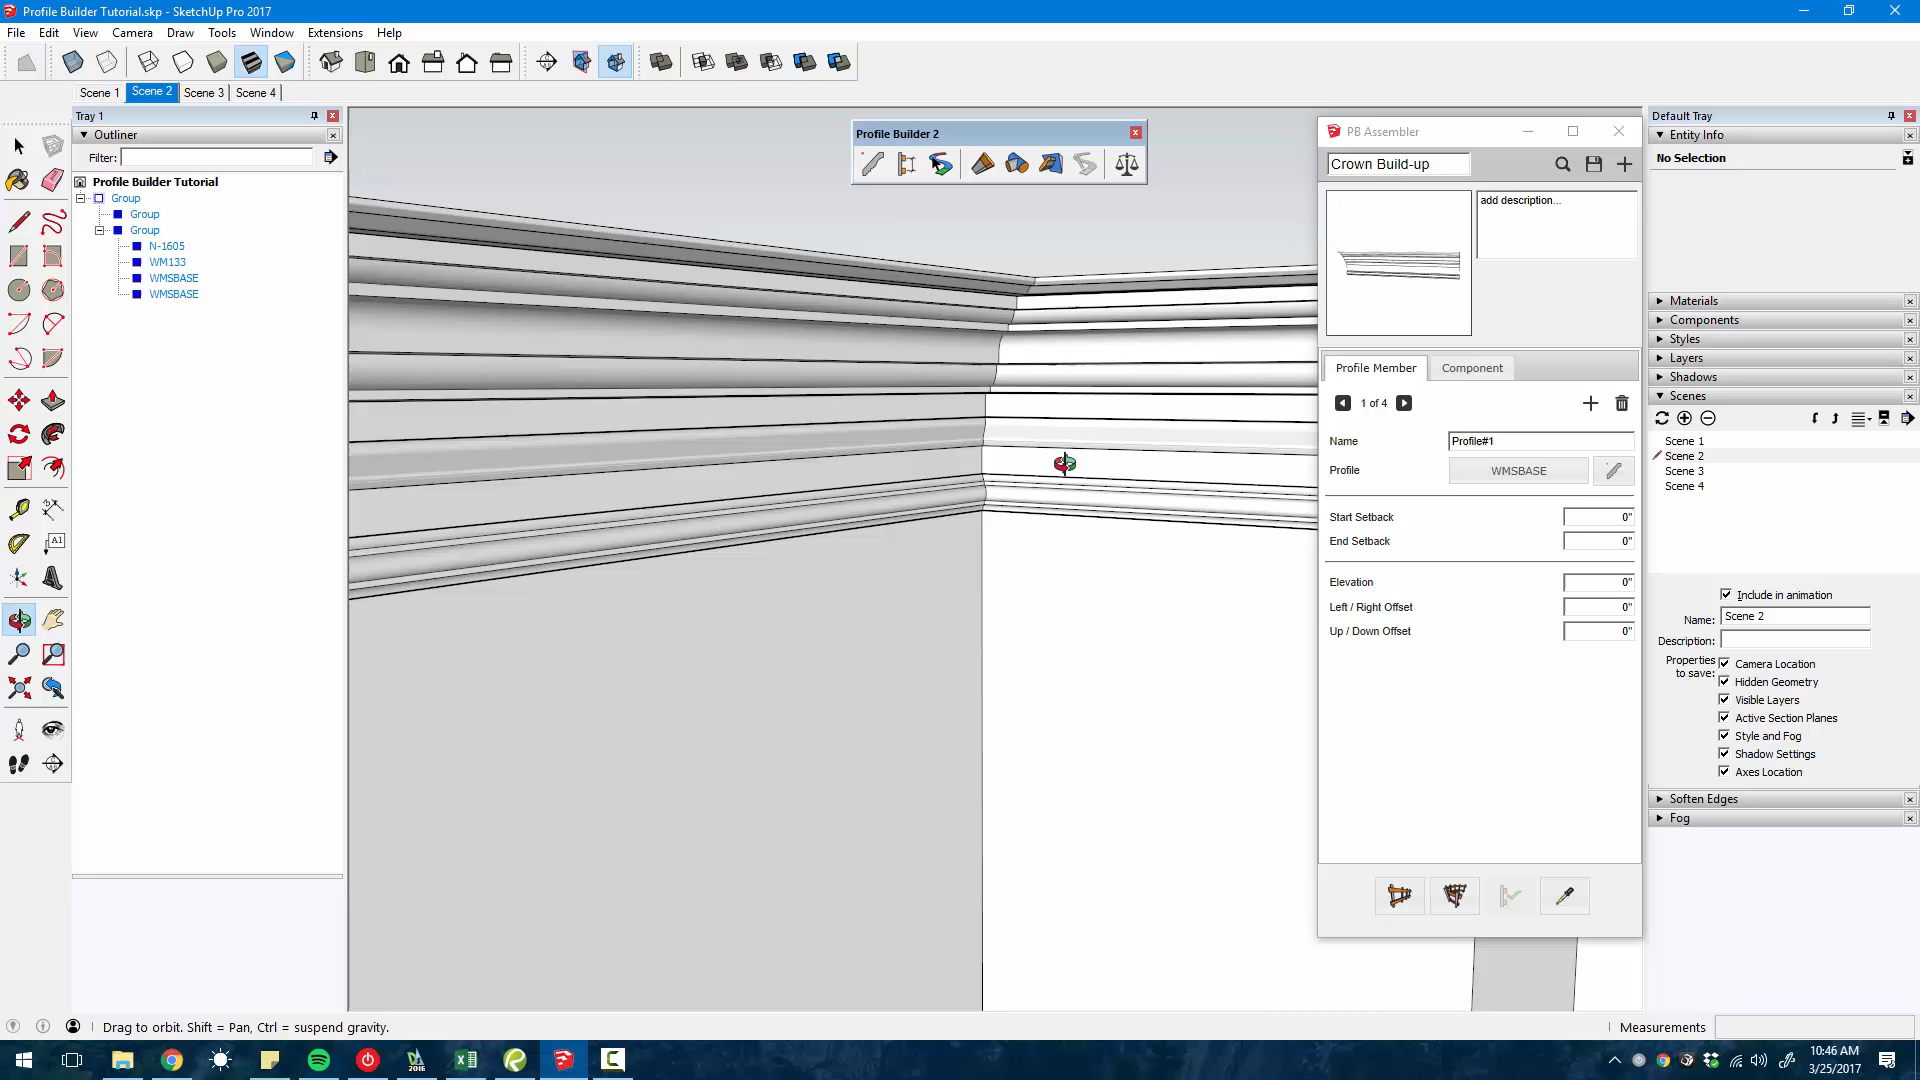 Profile Builder Tutorial.skp - SketchUp Pro 2017
File Edit View Camera Draw Tools Window Extensions Help
Scene 1 Scene 2 Scene 3 Scene 4
Tray 1
Outliner
Filter:
Profile Builder Tutorial
Group
Group
Group
N-1605
WM133
WMSBASE
WMSBASE
Profile Builder 2
PB Assembler
Crown Build-up
add description...
Profile Member Component
1 of 4
Name Profile#1
Profile WMSBASE
Start Setback 0"
End Setback 0"
Elevation 0"
Left / Right Offset 0"
Up / Down Offset 0"
Default Tray
Entity Info
No Selection
Materials
Components
Styles
Layers
Shadows
Scenes
Scene 1
Scene 2
Scene 3
Scene 4
Include in animation
Name: Scene 2
Description:
Properties to save:
Camera Location
Hidden Geometry
Visible Layers
Active Section Planes
Style and Fog
Shadow Settings
Axes Location
Soften Edges
Fog
A1
Drag to orbit. Shift = Pan, Ctrl = suspend gravity.
Measurements
2016
10:46 AM
3/25/2017